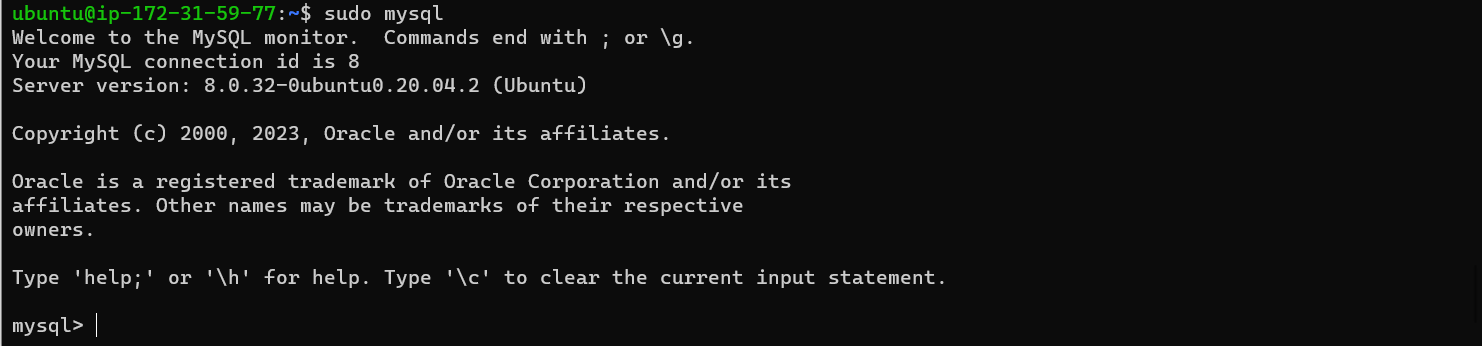 ubuntu@ip-172-31-59-77:~$ sudo mysql
Welcome to the MySQL monitor.  Commands end with ; or \g.
Your MySQL connection id is 8
Server version: 8.0.32-0ubuntu0.20.04.2 (Ubuntu)
Copyright (c) 2000, 2023, Oracle and/or its affiliates.
Oracle is a registered trademark of Oracle Corporation and/or its
affiliates. Other names may be trademarks of their respective
owners.
Type 'help;' or '\h' for help. Type '\c' to clear the current input statement.
mysql>